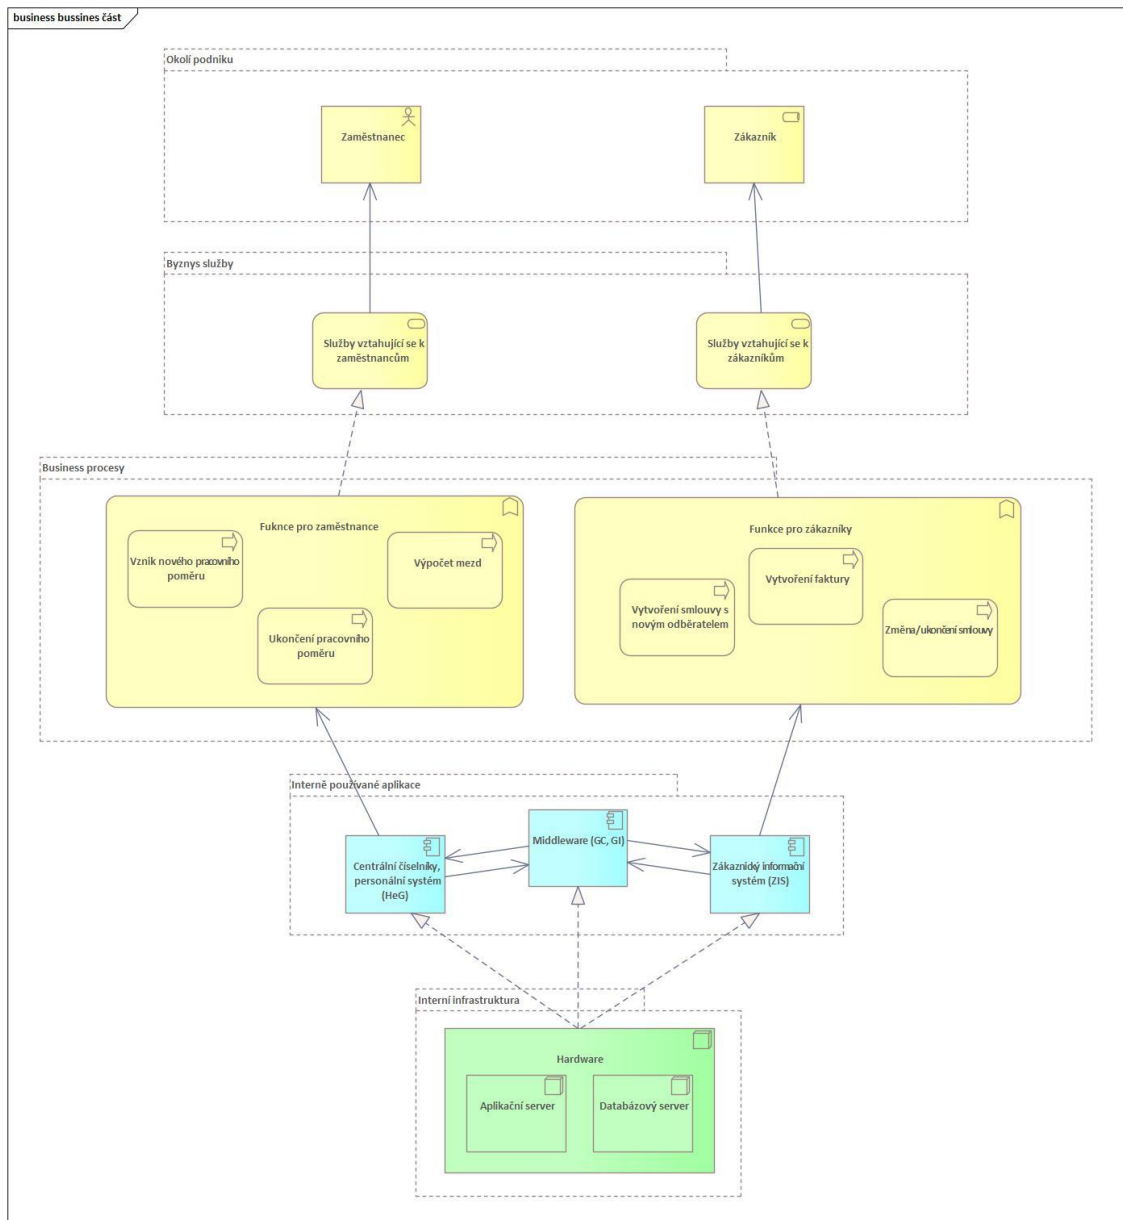 business bussines část
Okolí podniku
Zaměstnanec
Zákazník
Byznys služby
Služby vztahující se k
zaměstnancům
Služby vztahující se k
zákazníkům
Business procesy
Fuknce pro zaměstnance
Vznik nového pracovního
poměru
Výpočet mezd
Ukončení pracovního
poměru
Funkce pro zákazníky
Vytvoření faktury
Vytvoření smlouvy s
novým odběratelem
Změna/ukončení smlouvy
Interně používané aplikace
Middleware (GC, GI)
Centrální číselníky,
personální systém
(HeG)
Zákaznický informační
systém (ZIS)
Interní infrastruktura
Hardware
Aplikační server
Databázový server